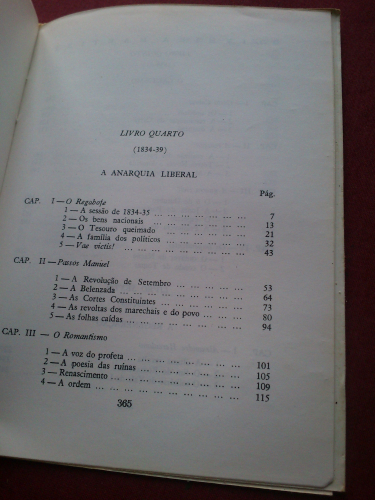 LIVRO QUARTO
(1834-39)
A ANARQUIA LIBERAL
Pág.
CAP. I — O Regabofe
1 — A sessão de 1834-35 ... ... ... ... ... ... ... 7
2 — Os bens nacionais ... ... ... ... ... ... ... 13
3 — O Tesouro queimado ... ... ... ... ... ... 21
4 — A família dos políticos ... ... ... ... ... ... 32
5 — Vae victis! ... ... ... ... ... ... ... ... 43
CAP. II — Passos Manuel
1 — A Revolução de Setembro ... ... ... ... ... 53
2 — A Belenzada ... ... ... ... ... ... ... ... 64
3 — As Cortes Constituintes ... ... ... ... ... ... 73
4 — As revoltas dos marechais e do povo ... ... ... 80
5 — As folhas caídas ... ... ... ... ... ... ... 94
CAP. III — O Romantismo
1 — A voz do profeta ... ... ... ... ... ... ... 101
2 — A poesia das ruínas ... ... ... ... ... ... 105
3 — Renascimento ... ... ... ... ... ... ... ... 109
4 — A ordem ... ... ... ... ... ... ... ... ... 115
365